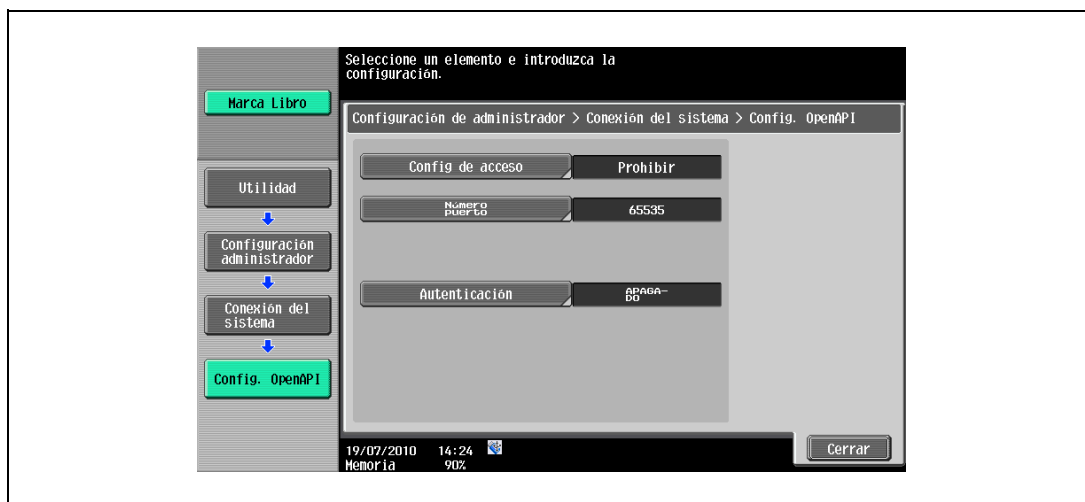 Seleccione un elemento e introduzca la
configuración.
Marca Libro
Configuración de administrador > Conexión del sistema > Config. OpenAPI
Config de acceso
Prohibir
Número
puerto
65535
Autenticación
APAGA-
DO
Utilidad
Configuración
administrador
Conexión del
sistema
Config. OpenAPI
19/07/2010 14:24
Memoria 90%
Cerrar